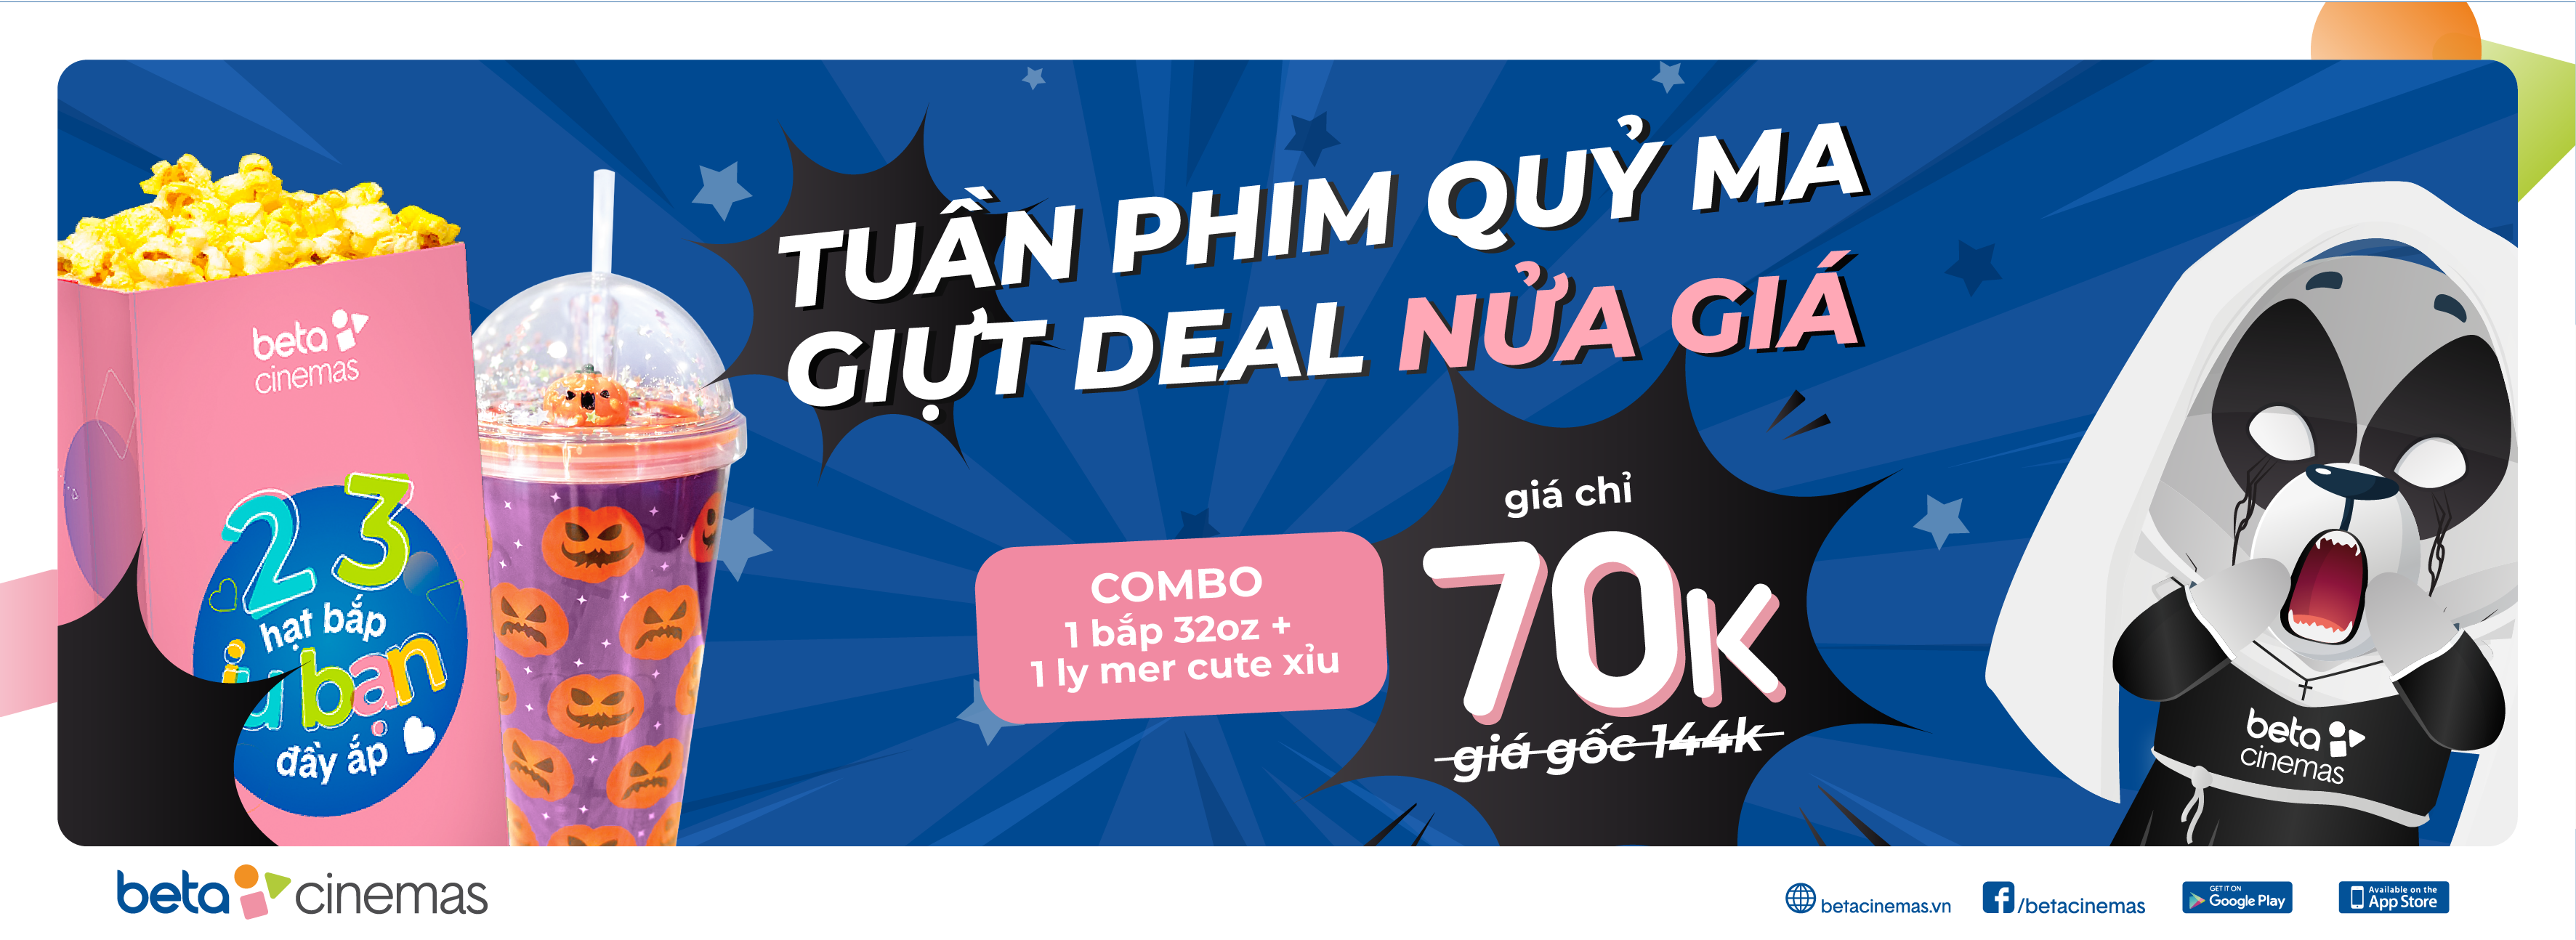 TUẦN PHIM QUỶ MA
GIỰT DEAL NỬA GIÁ
beta
cinemas
2 3
hạt bắp
iu bạn
đầy ắp
giá chỉ
70K
giá gốc 144k
COMBO
1 bắp 32oz +
1 ly mer cute xỉu
beta
cinemas
beta cinemas
betacinemas.vn
/betacinemas
GET IT ON
Google Play
Available on the
App Store